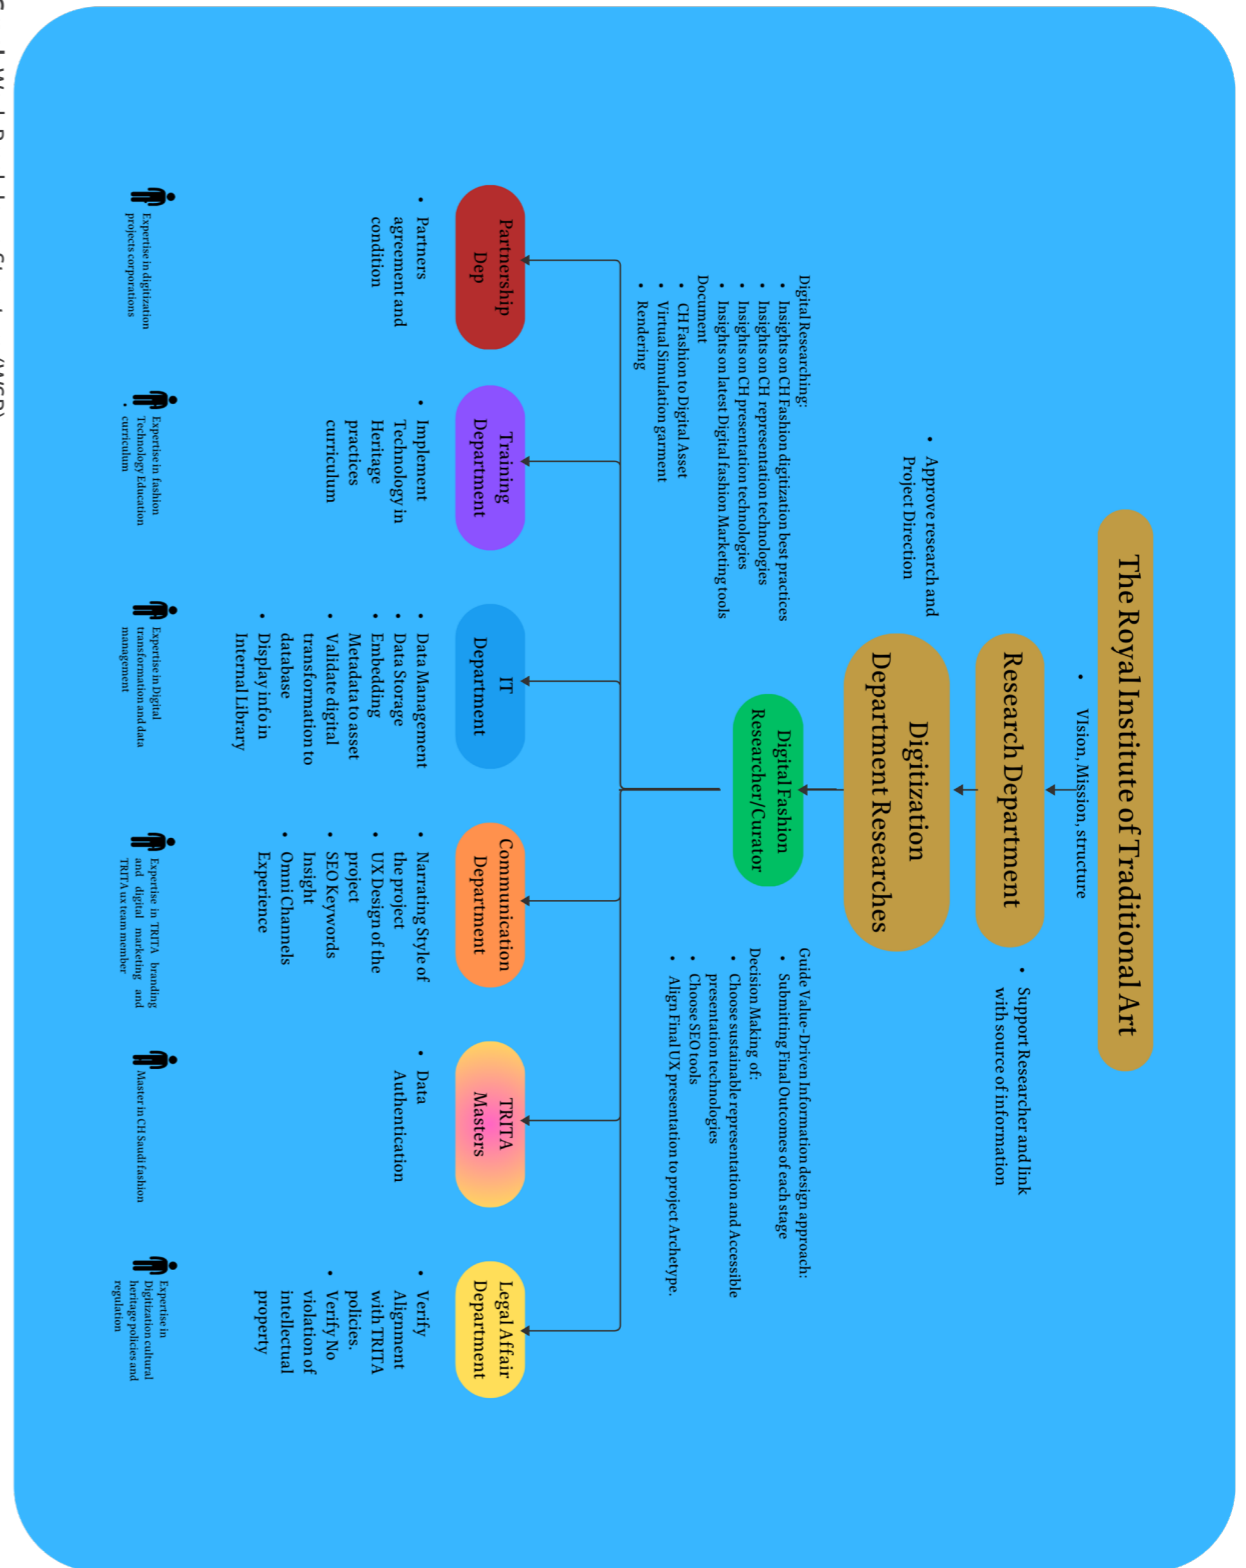 The Royal Institute of Traditional Art
• VIsion, Mission, structure
Research Department
• Support Researcher and link
with source of information
Digitization
Department Researches
• Approve research and
Project Direction
Digital Fashion
Researcher/Curator
Digital Researching:
• Insights on CH Fashion digitization best practices
• Insights on CH representation technologies
• Insights on CH presentation technologies
• Insights on latest Digital fashion Marketing tools
Document
• CH Fashion to Digital Asset
• Virtual Simulation garment
• Rendering
Guide Value-Driven Information design approach:
• Submitting Final Outcomes of each stage
Decision Making of:
• Choose sustainable representation and Accessible
presentation technologies
• Choose SEO tools
• Align Final UX presentation to project Archetype.
Partnership
Dep
• Partners
agreement and
condition
Expertise in digitization
projects corporations
Training
Department
• Implement
Technology in
Heritage
practices
curriculum
Expertise in fashion
Technology Education
• curriculum
IT
Department
• Data Management
• Data Storage
• Embedding
Metadata to asset
• Validate digital
transformation to
database
• Display info in
Internal Library
Expertise in Digital
transformation and data
management
Communication
Department
• Narrating Style of
the project
• UX Design of the
project
• SEO Keywords
Insight
• Omni Channels
Experience
Expertise in TRITA branding
and digital marketing and
TRITA ux team member
TRITA
Masters
• Data
Authentication
Master in CH Saudi fashion
Legal Affair
Department
• Verify
Alignment
with TRITA
policies.
• Verify No
violation of
intellectual
property
Expertise in
Digitization cultural
heritage policies and
regulation